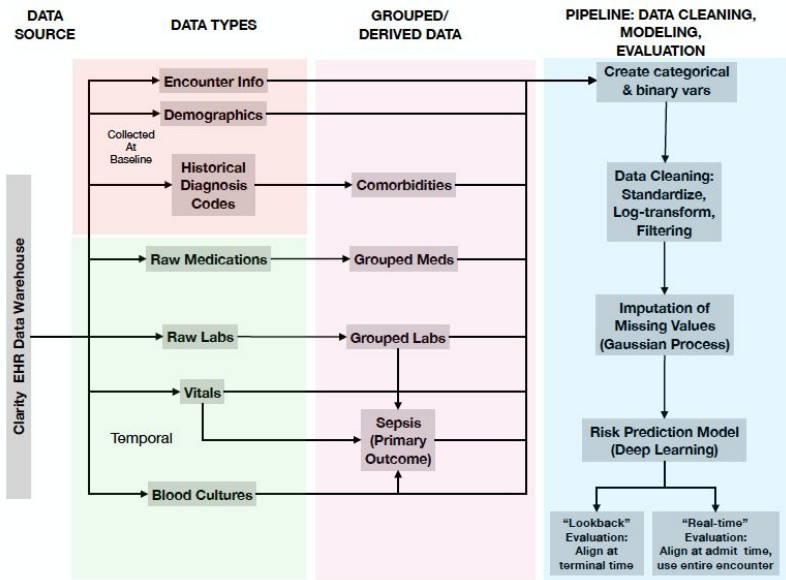 DATA
SOURCE
DATA TYPES
GROUPED/
DERIVED DATA
PIPELINE: DATA CLEANING,
MODELING,
EVALUATION
Clarity EHR Data Warehouse
Collected
At
Baseline
Encounter Info
Demographics
Historical
Diagnosis
Codes
Temporal
Raw Medications
Raw Labs
Vitals
Blood Cultures
Comorbidities
Grouped Meds
Grouped Labs
Sepsis
(Primary
Outcome)
Create categorical
& binary vars
Data Cleaning:
Standardize,
Log-transform,
Filtering
Imputation of
Missing Values
(Gaussian Process)
Risk Prediction Model
(Deep Learning)
“Lookback”
Evaluation:
Align at
terminal time
“Real-time”
Evaluation:
Align at admit time,
use entire encounter